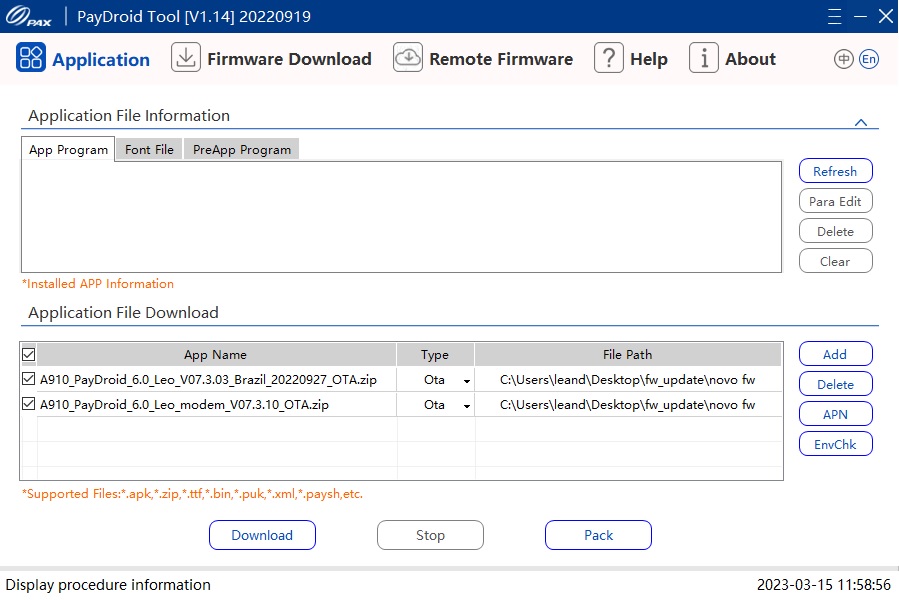 PAX PayDroid Tool [V1.14] 20220919
Application Firmware Download Remote Firmware ? Help i About 中 En
Application File Information
App Program Font File PreApp Program
Refresh
Para Edit
Delete
Clear
*Installed APP Information
Application File Download
App Name Type File Path
A910_PayDroid_6.0_Leo_V07.3.03_Brazil_20220927_OTA.zip Ota C:\Users\leand\Desktop\fw_update\novo fw
A910_PayDroid_6.0_Leo_modem_V07.3.10_OTA.zip Ota C:\Users\leand\Desktop\fw_update\novo fw
Add
Delete
APN
EnvChk
*Supported Files:*.apk,*.zip,*.ttf,*.bin,*.puk,*.xml,*.paysh,etc.
Download Stop Pack
Display procedure information 2023-03-15 11:58:56